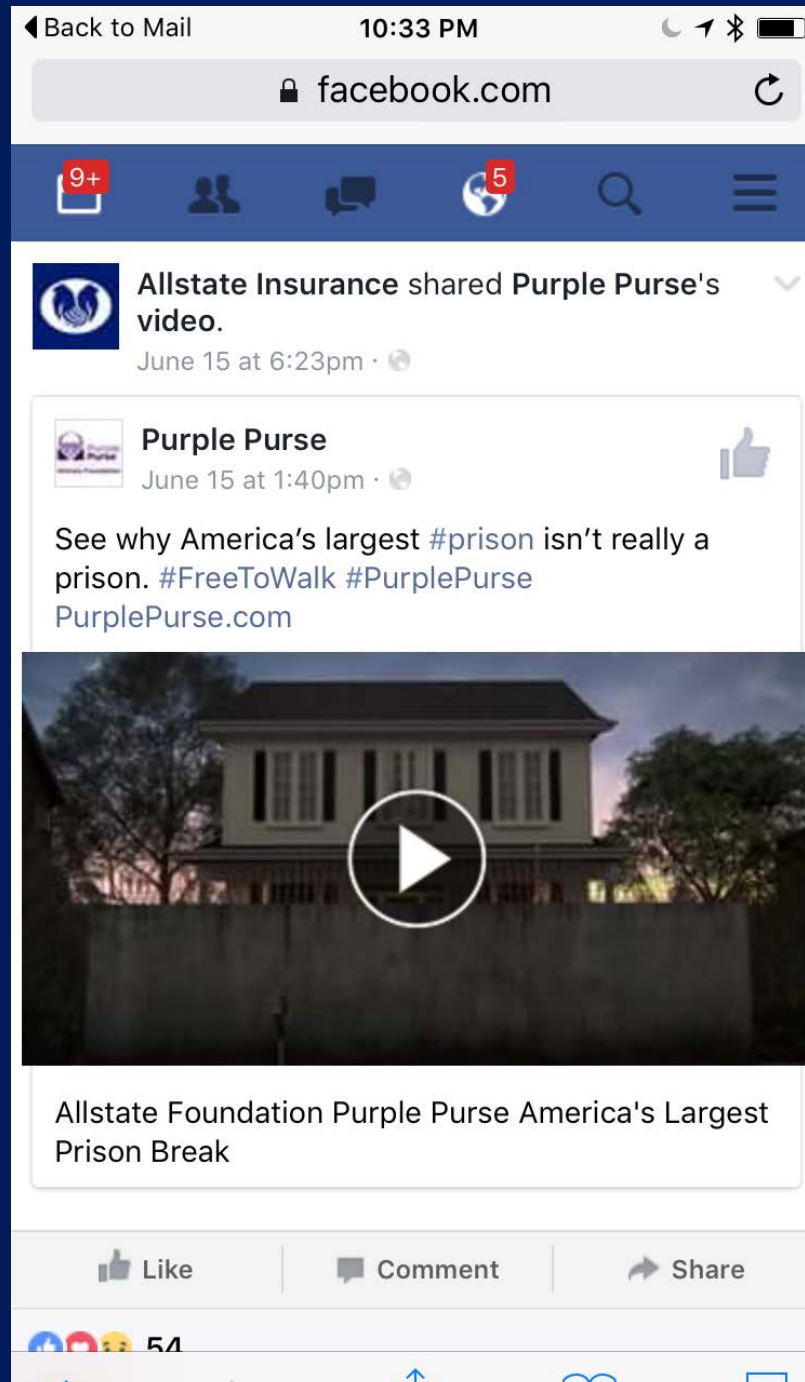 Back to Mail 10:33 PM
facebook.com
9+ 5
Allstate Insurance shared Purple Purse's
video.
June 15 at 6:23pm ·
Purple Purse
Purple Purse
June 15 at 1:40pm ·
See why America’s largest #prison isn’t really a
prison. #FreeToWalk #PurplePurse
PurplePurse.com
Allstate Foundation Purple Purse America's Largest
Prison Break
Like Comment Share
54